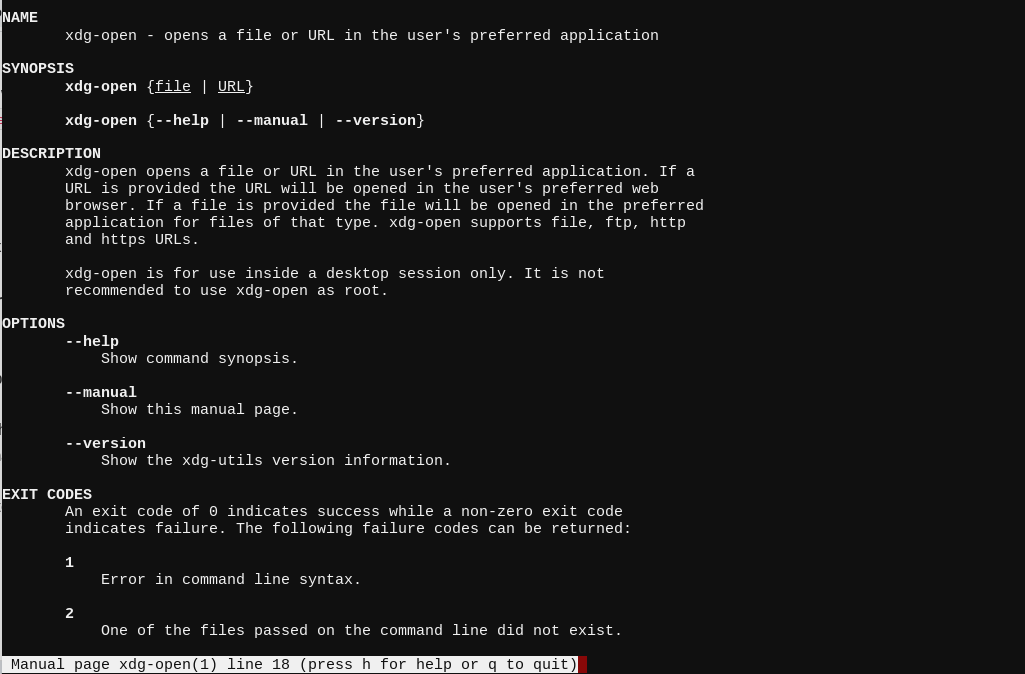 NAME
xdg-open - opens a file or URL in the user's preferred application
SYNOPSIS
xdg-open {file | URL}
xdg-open {--help | --manual | --version}
DESCRIPTION
xdg-open opens a file or URL in the user's preferred application. If a
URL is provided the URL will be opened in the user's preferred web
browser. If a file is provided the file will be opened in the preferred
application for files of that type. xdg-open supports file, ftp, http
and https URLs.
xdg-open is for use inside a desktop session only. It is not
recommended to use xdg-open as root.
OPTIONS
--help
Show command synopsis.
--manual
Show this manual page.
--version
Show the xdg-utils version information.
EXIT CODES
An exit code of 0 indicates success while a non-zero exit code
indicates failure. The following failure codes can be returned:
1
Error in command line syntax.
2
One of the files passed on the command line did not exist.
Manual page xdg-open(1) line 18 (press h for help or q to quit)